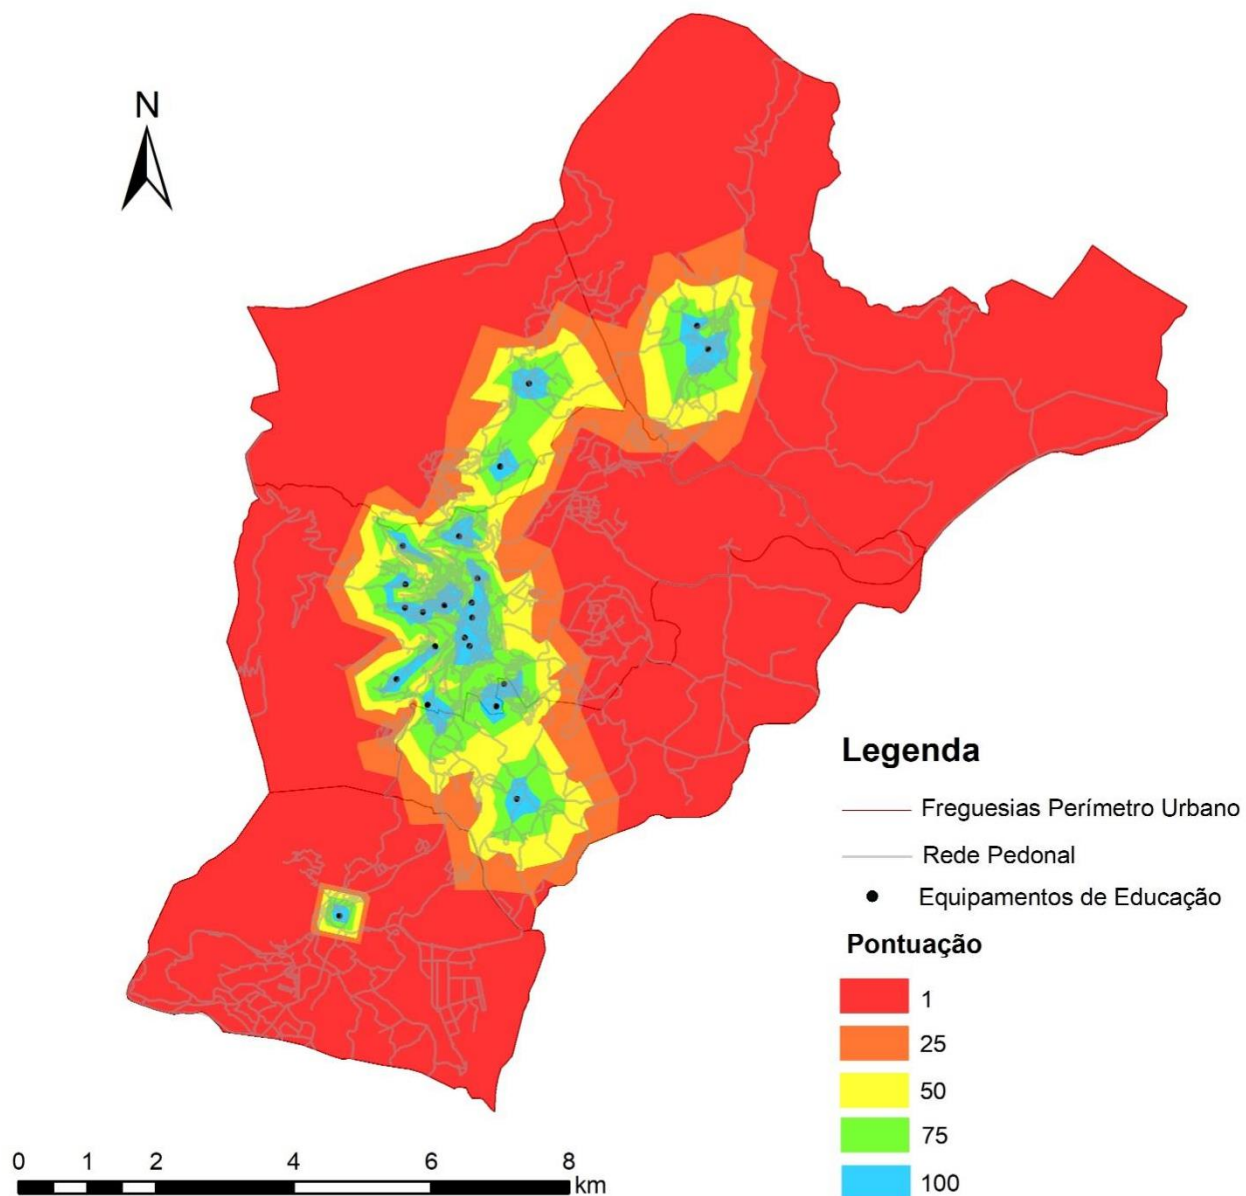 N
Legenda
Freguesias Perímetro Urbano
Rede Pedonal
Equipamentos de Educação
Pontuação
1
25
50
75
100
0 1 2 4 6 8 km